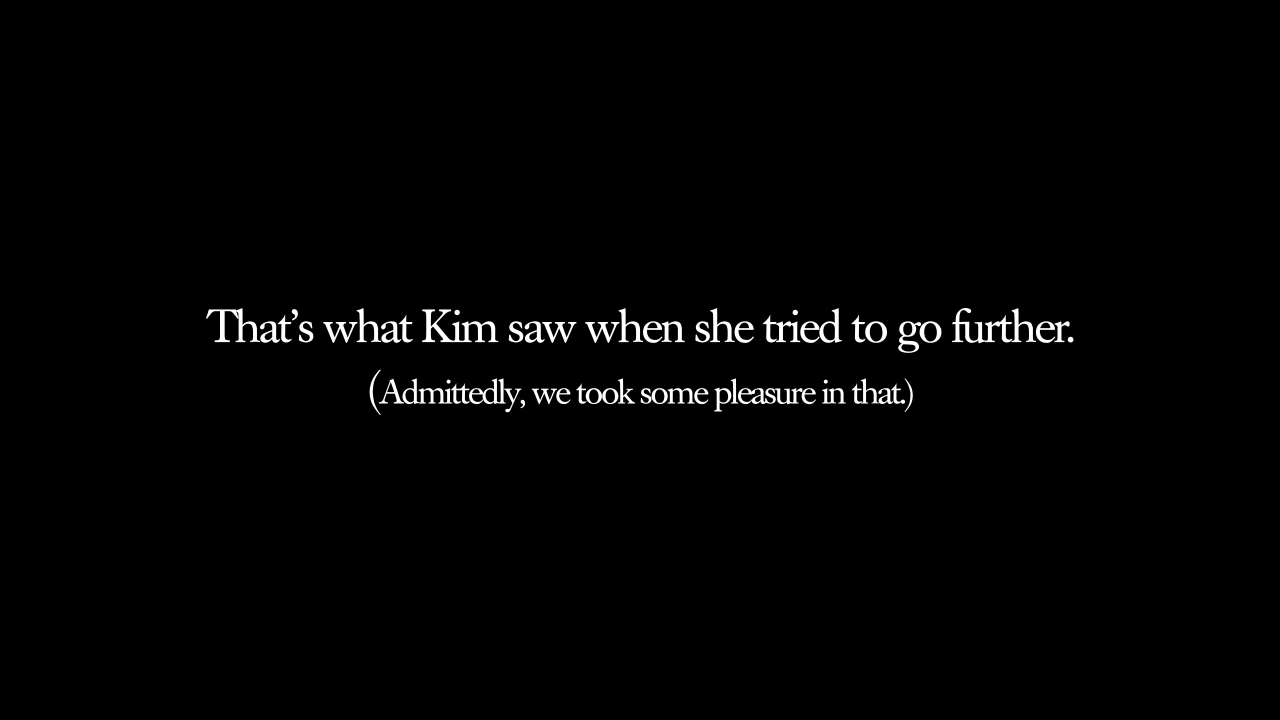 That’s what Kim saw when she tried to go further.
(Admittedly, we took some pleasure in that.)